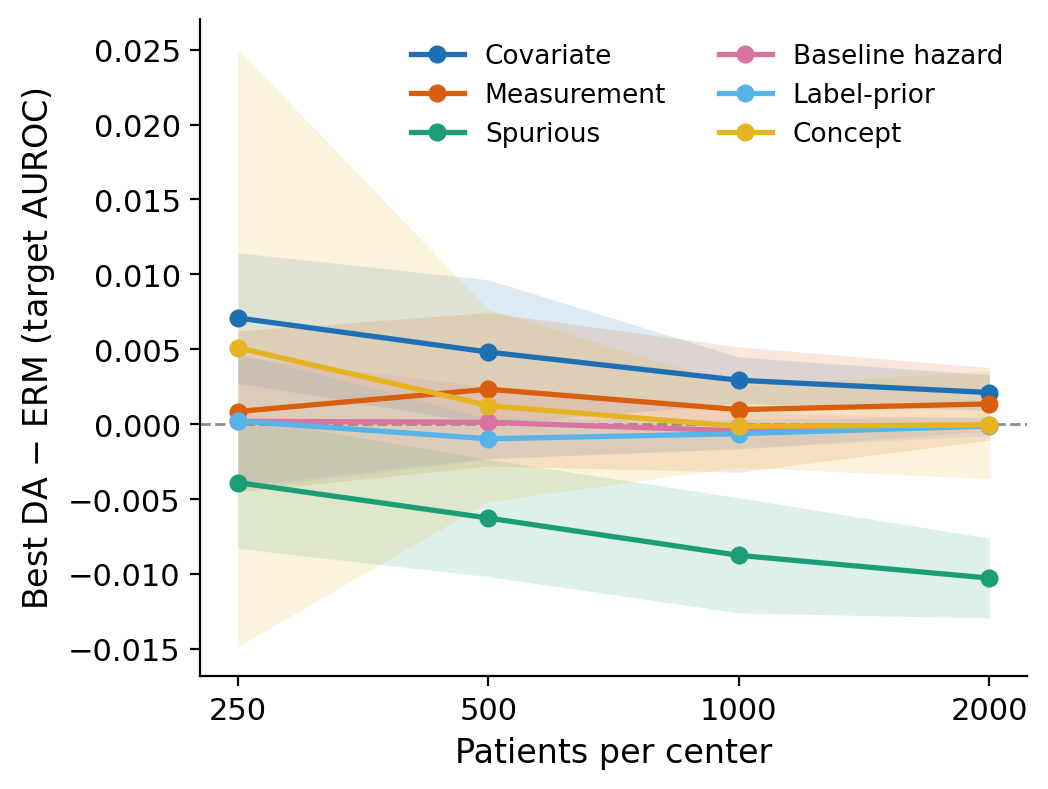 0.025
0.020
0.015
0.010
0.005
0.000
−0.005
−0.010
−0.015
Best DA − ERM (target AUROC)
Covariate
Measurement
Spurious
Baseline hazard
Label-prior
Concept
250
500
1000
2000
Patients per center